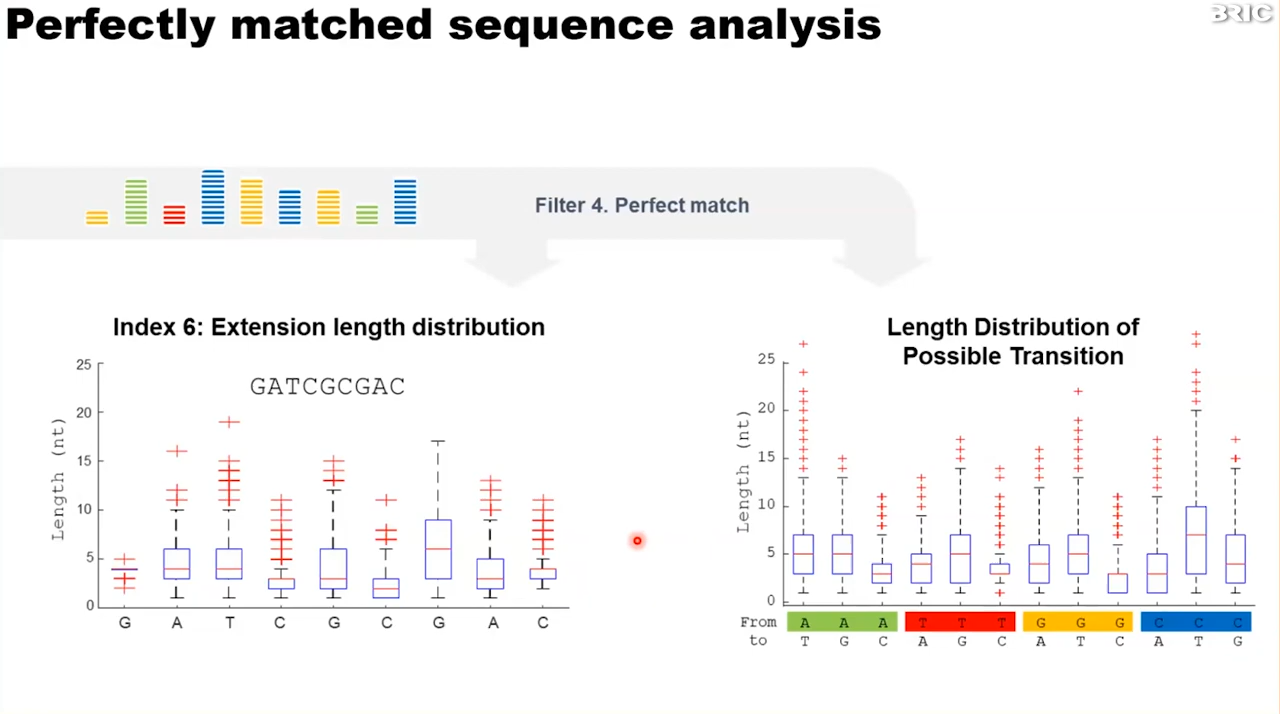 Perfectly matched sequence analysis
BRIC
Filter 4. Perfect match
Index 6: Extension length distribution
GATCGCGAC
Length (nt)
25
20
15
10
5
0
G A T C G C G A C
Length Distribution of
Possible Transition
Length (nt)
25
20
15
10
5
0
From A A A T T T G G G C C C
to T G C A G C A T C A T G